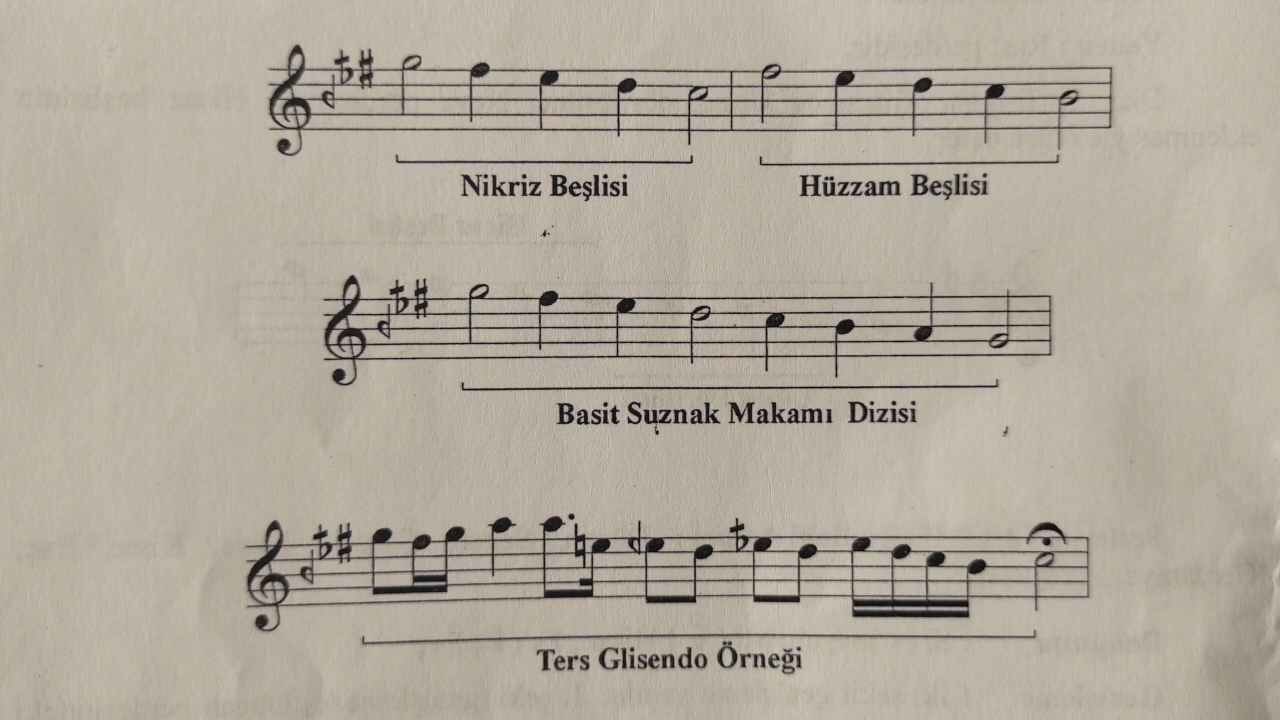 Nikriz Beşlisi Hüzzam Beşlisi
Basit Suznak Makamı Dizisi
Ters Glisendo Örneği